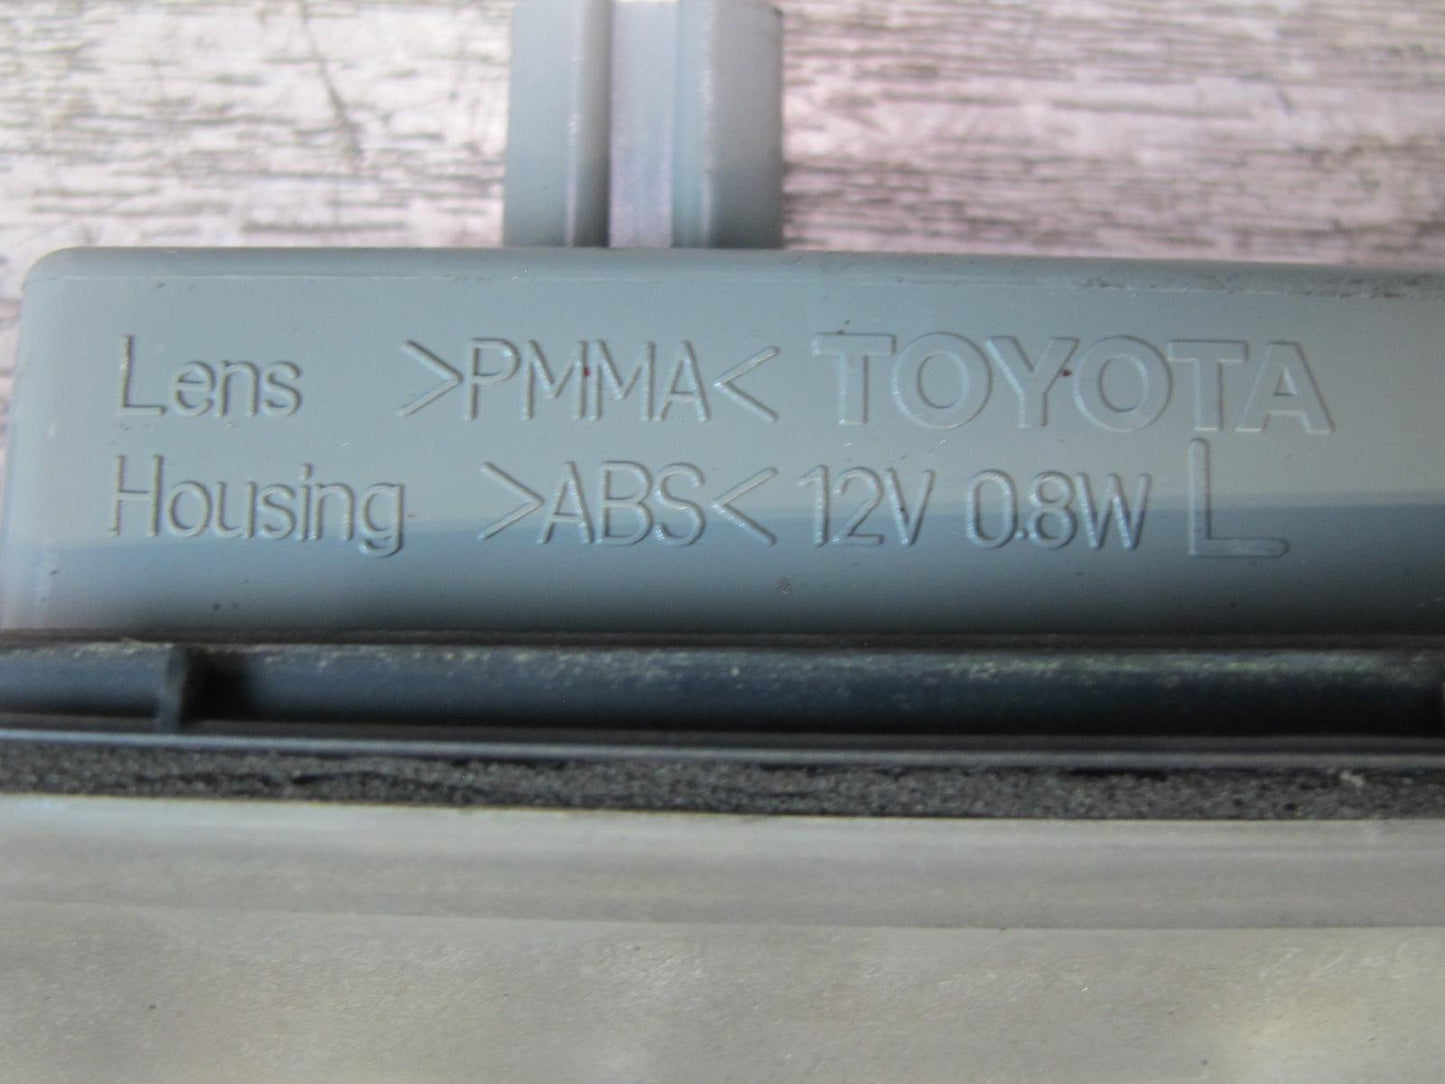 Lens >PMMA< TOYOTA
Housing >ABS< 12V 0.8W L